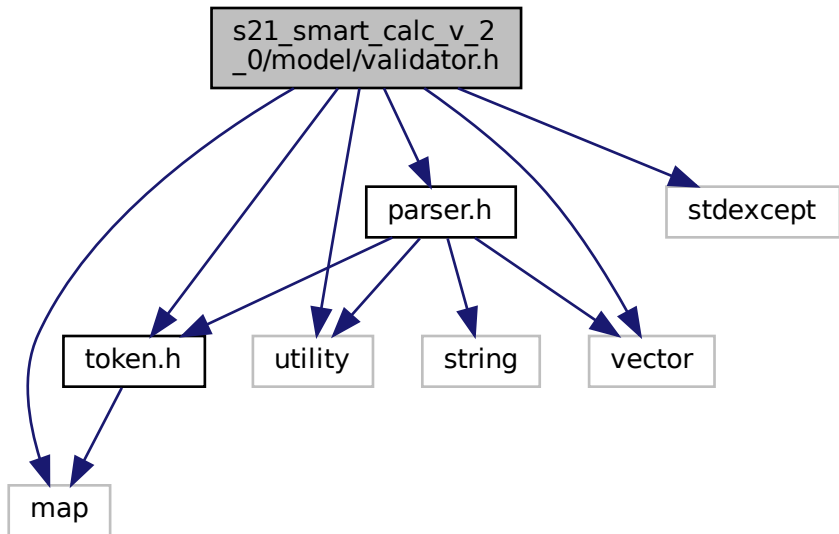 s21_smart_calc_v_2
_0/model/validator.h
parser.h
stdexcept
token.h
utility
string
vector
map